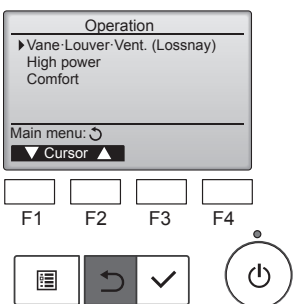 Operation
Vane·Louver·Vent. (Lossnay)
High power
Comfort
Main menu:
Cursor
F1 F2 F3 F4